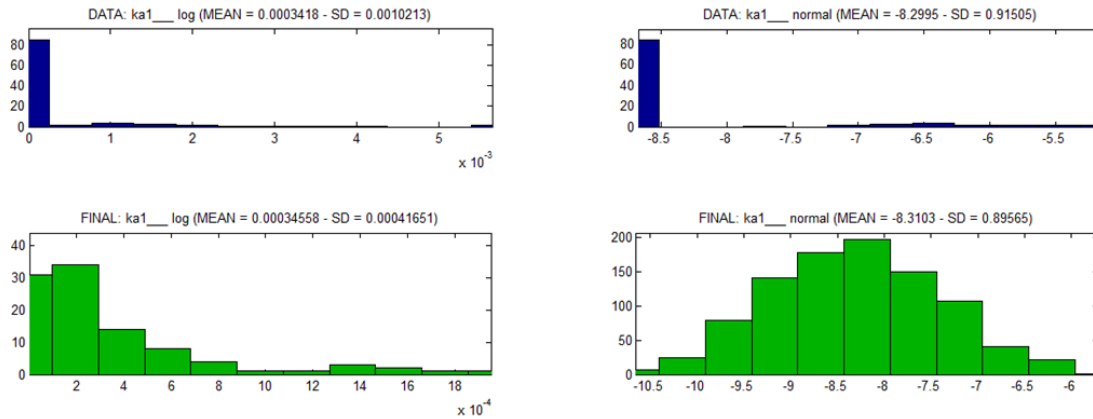 DATA: ka1___ log (MEAN = 0.0003418 - SD = 0.0010213)
80
60
40
20
0
0 1 2 3 4 5
x 10-3
DATA: ka1___ normal (MEAN = -8.2995 - SD = 0.91505)
80
60
40
20
0
-8.5 -8 -7.5 -7 -6.5 -6 -5.5
FINAL: ka1___ log (MEAN = 0.00034558 - SD = 0.00041651)
40
30
20
10
0
2 4 6 8 10 12 14 16 18
x 10-4
FINAL: ka1___ normal (MEAN = -8.3103 - SD = 0.89565)
200
150
100
50
0
-10.5 -10 -9.5 -9 -8.5 -8 -7.5 -7 -6.5 -6